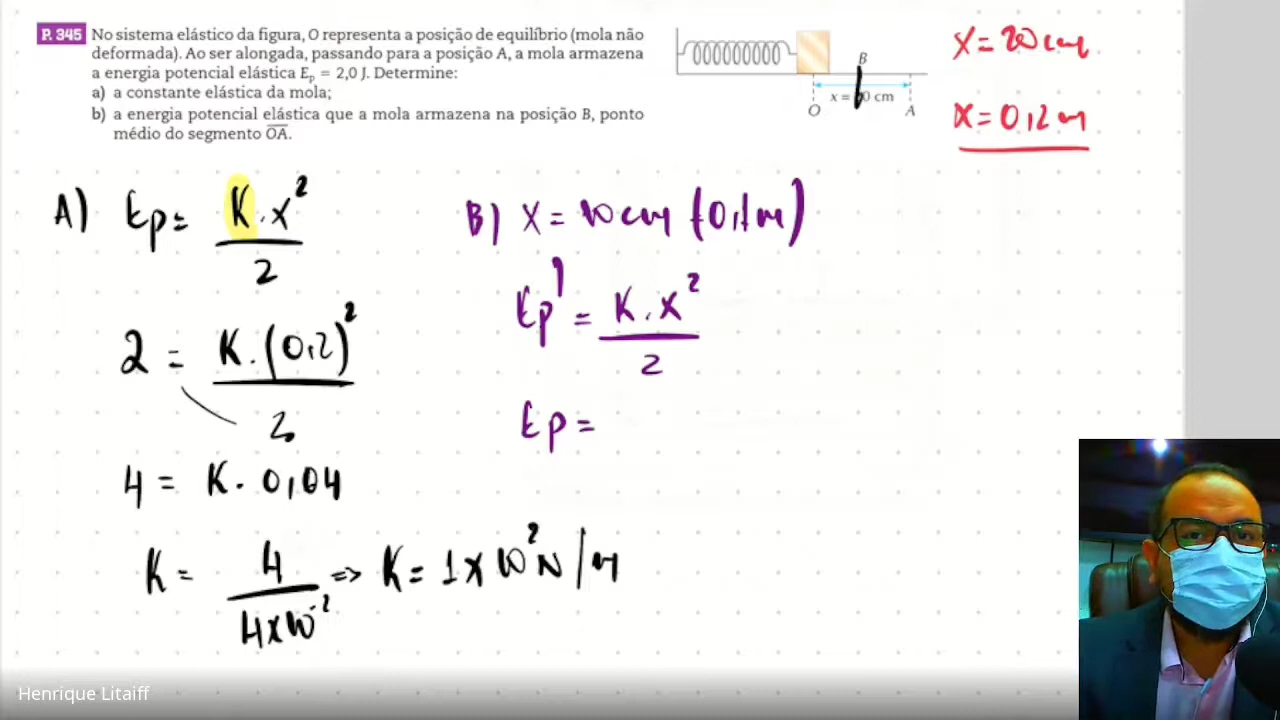 P. 345 No sistema elástico da figura, O representa a posição de equilíbrio (mola não
deformada). Ao ser alongada, passando para a posição A, a mola armazena
a energia potencial elástica Ep = 2,0 J. Determine:
a) a constante elástica da mola;
b) a energia potencial elástica que a mola armazena na posição B, ponto
médio do segmento OA.
B
x = 0 cm
O A
x = 20 cm
x = 0,2 m
A) Ep = K.x²
2
2 = K.(0,2)²
2
4 = K. 0,04
K = 4 => K = 1x10² N/m
4x10⁻²
B) X = 10 cm (0,1m)
Ep' = K.x²
2
Ep =
Henrique Litaiff